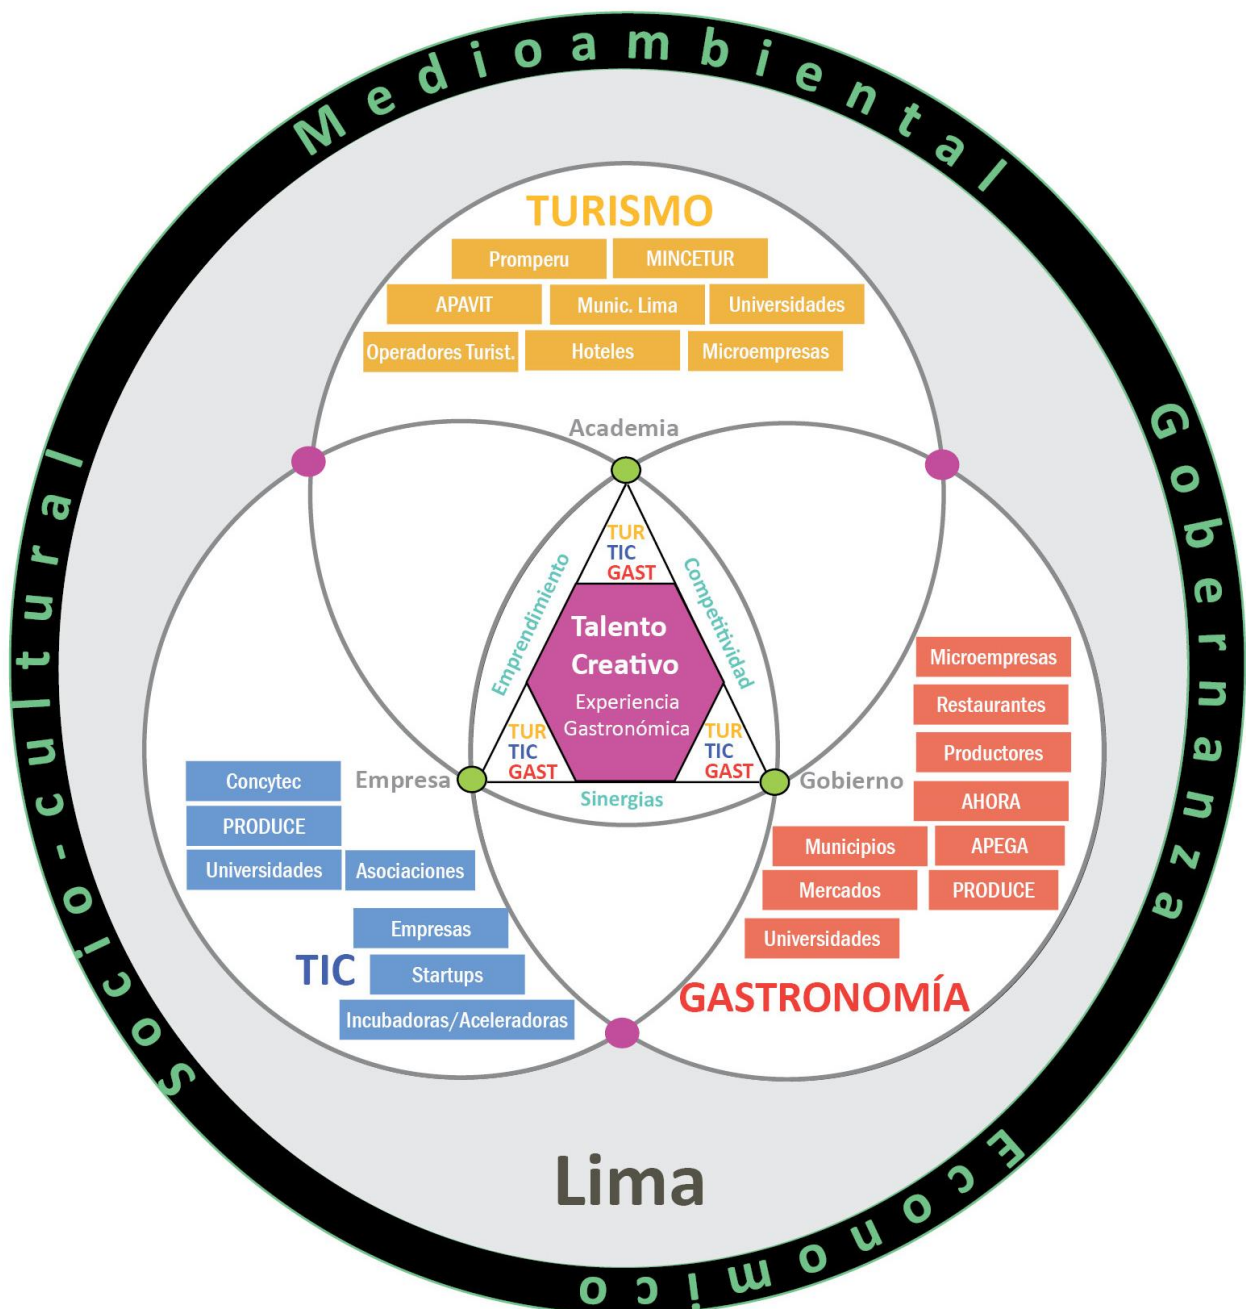 Medioambiental
Gobernanza
Economico
Socio-cultural
TURISMO
Promperu
MINCETUR
APAVIT
Munic. Lima
Universidades
Operadores Turist.
Hoteles
Microempresas
Academia
TUR
TIC
GAST
Emprendimiento
Competitividad
Talento
Creativo
Experiencia
Gastronómica
TUR
TIC
GAST
TUR
TIC
GAST
Empresa
Gobierno
Sinergias
Concytec
PRODUCE
Universidades
Asociaciones
Empresas
TIC
Startups
Incubadoras/Aceleradoras
Microempresas
Restaurantes
Productores
AHORA
Municipios
APEGA
Mercados
PRODUCE
Universidades
GASTRONOMÍA
Lima